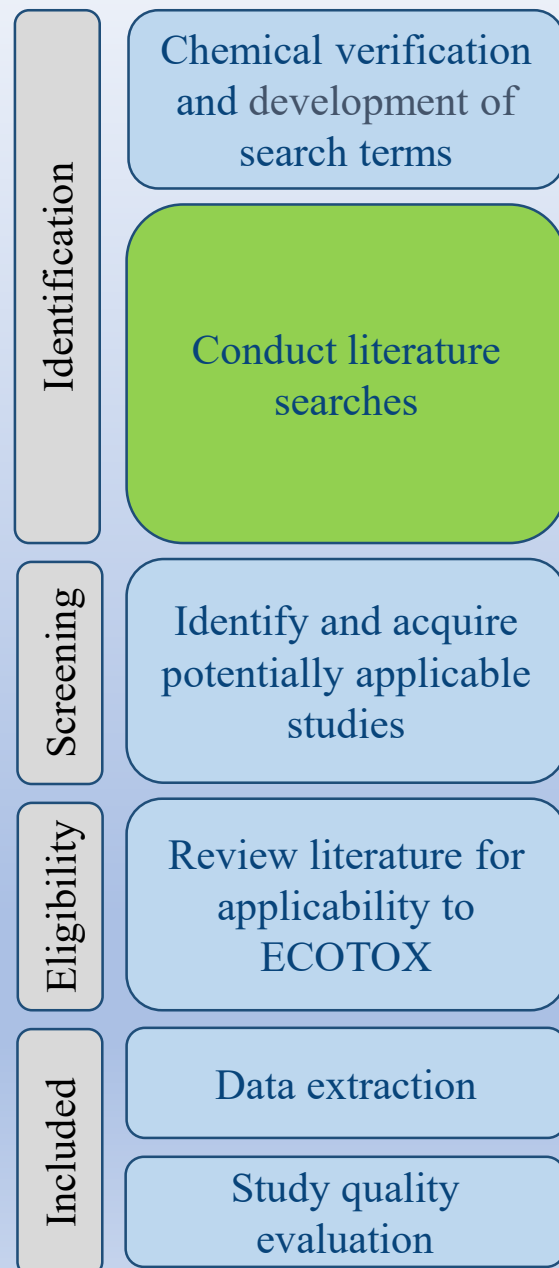 Identification
Chemical verification
and development of
search terms
Conduct literature
searches
Screening
Identify and acquire
potentially applicable
studies
Eligibility
Review literature for
applicability to
ECOTOX
Included
Data extraction
Study quality
evaluation